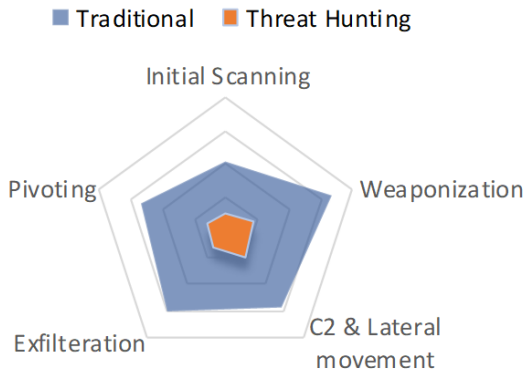 Traditional Threat Hunting
Initial Scanning
Pivoting
Weaponization
Exfilteration
C2 & Lateral
movement